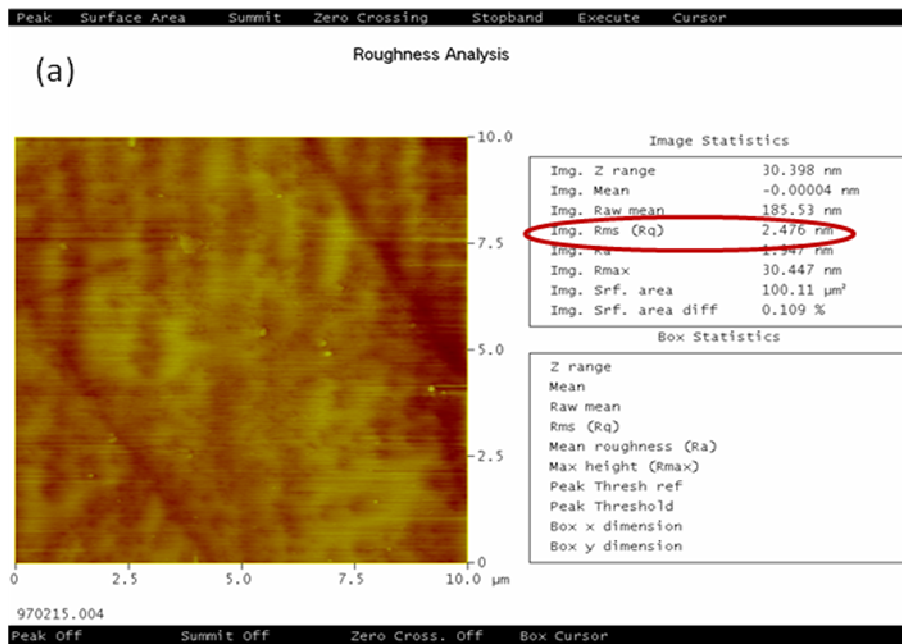 Peak Surface Area Summit Zero Crossing Stopband Execute Cursor
Roughness Analysis
(a)
Image Statistics
Img. Z range 30.398 nm
Img. Mean -0.00004 nm
Img. Raw mean 185.53 nm
Img. Rms (Rq) 2.476 nm
Img. Ra 1.947 nm
Img. Rmax 30.447 nm
Img. Srf. area 100.11 µm²
Img. Srf. area diff 0.109 %
Box Statistics
Z range
Mean
Raw mean
Rms (Rq)
Mean roughness (Ra)
Max height (Rmax)
Peak Thresh ref
Peak Threshold
Box x dimension
Box y dimension
10.0
7.5
5.0
2.5
0
0 2.5 5.0 7.5 10.0 µm
970215.004
Peak Off Summit Off Zero Cross. Off Box Cursor